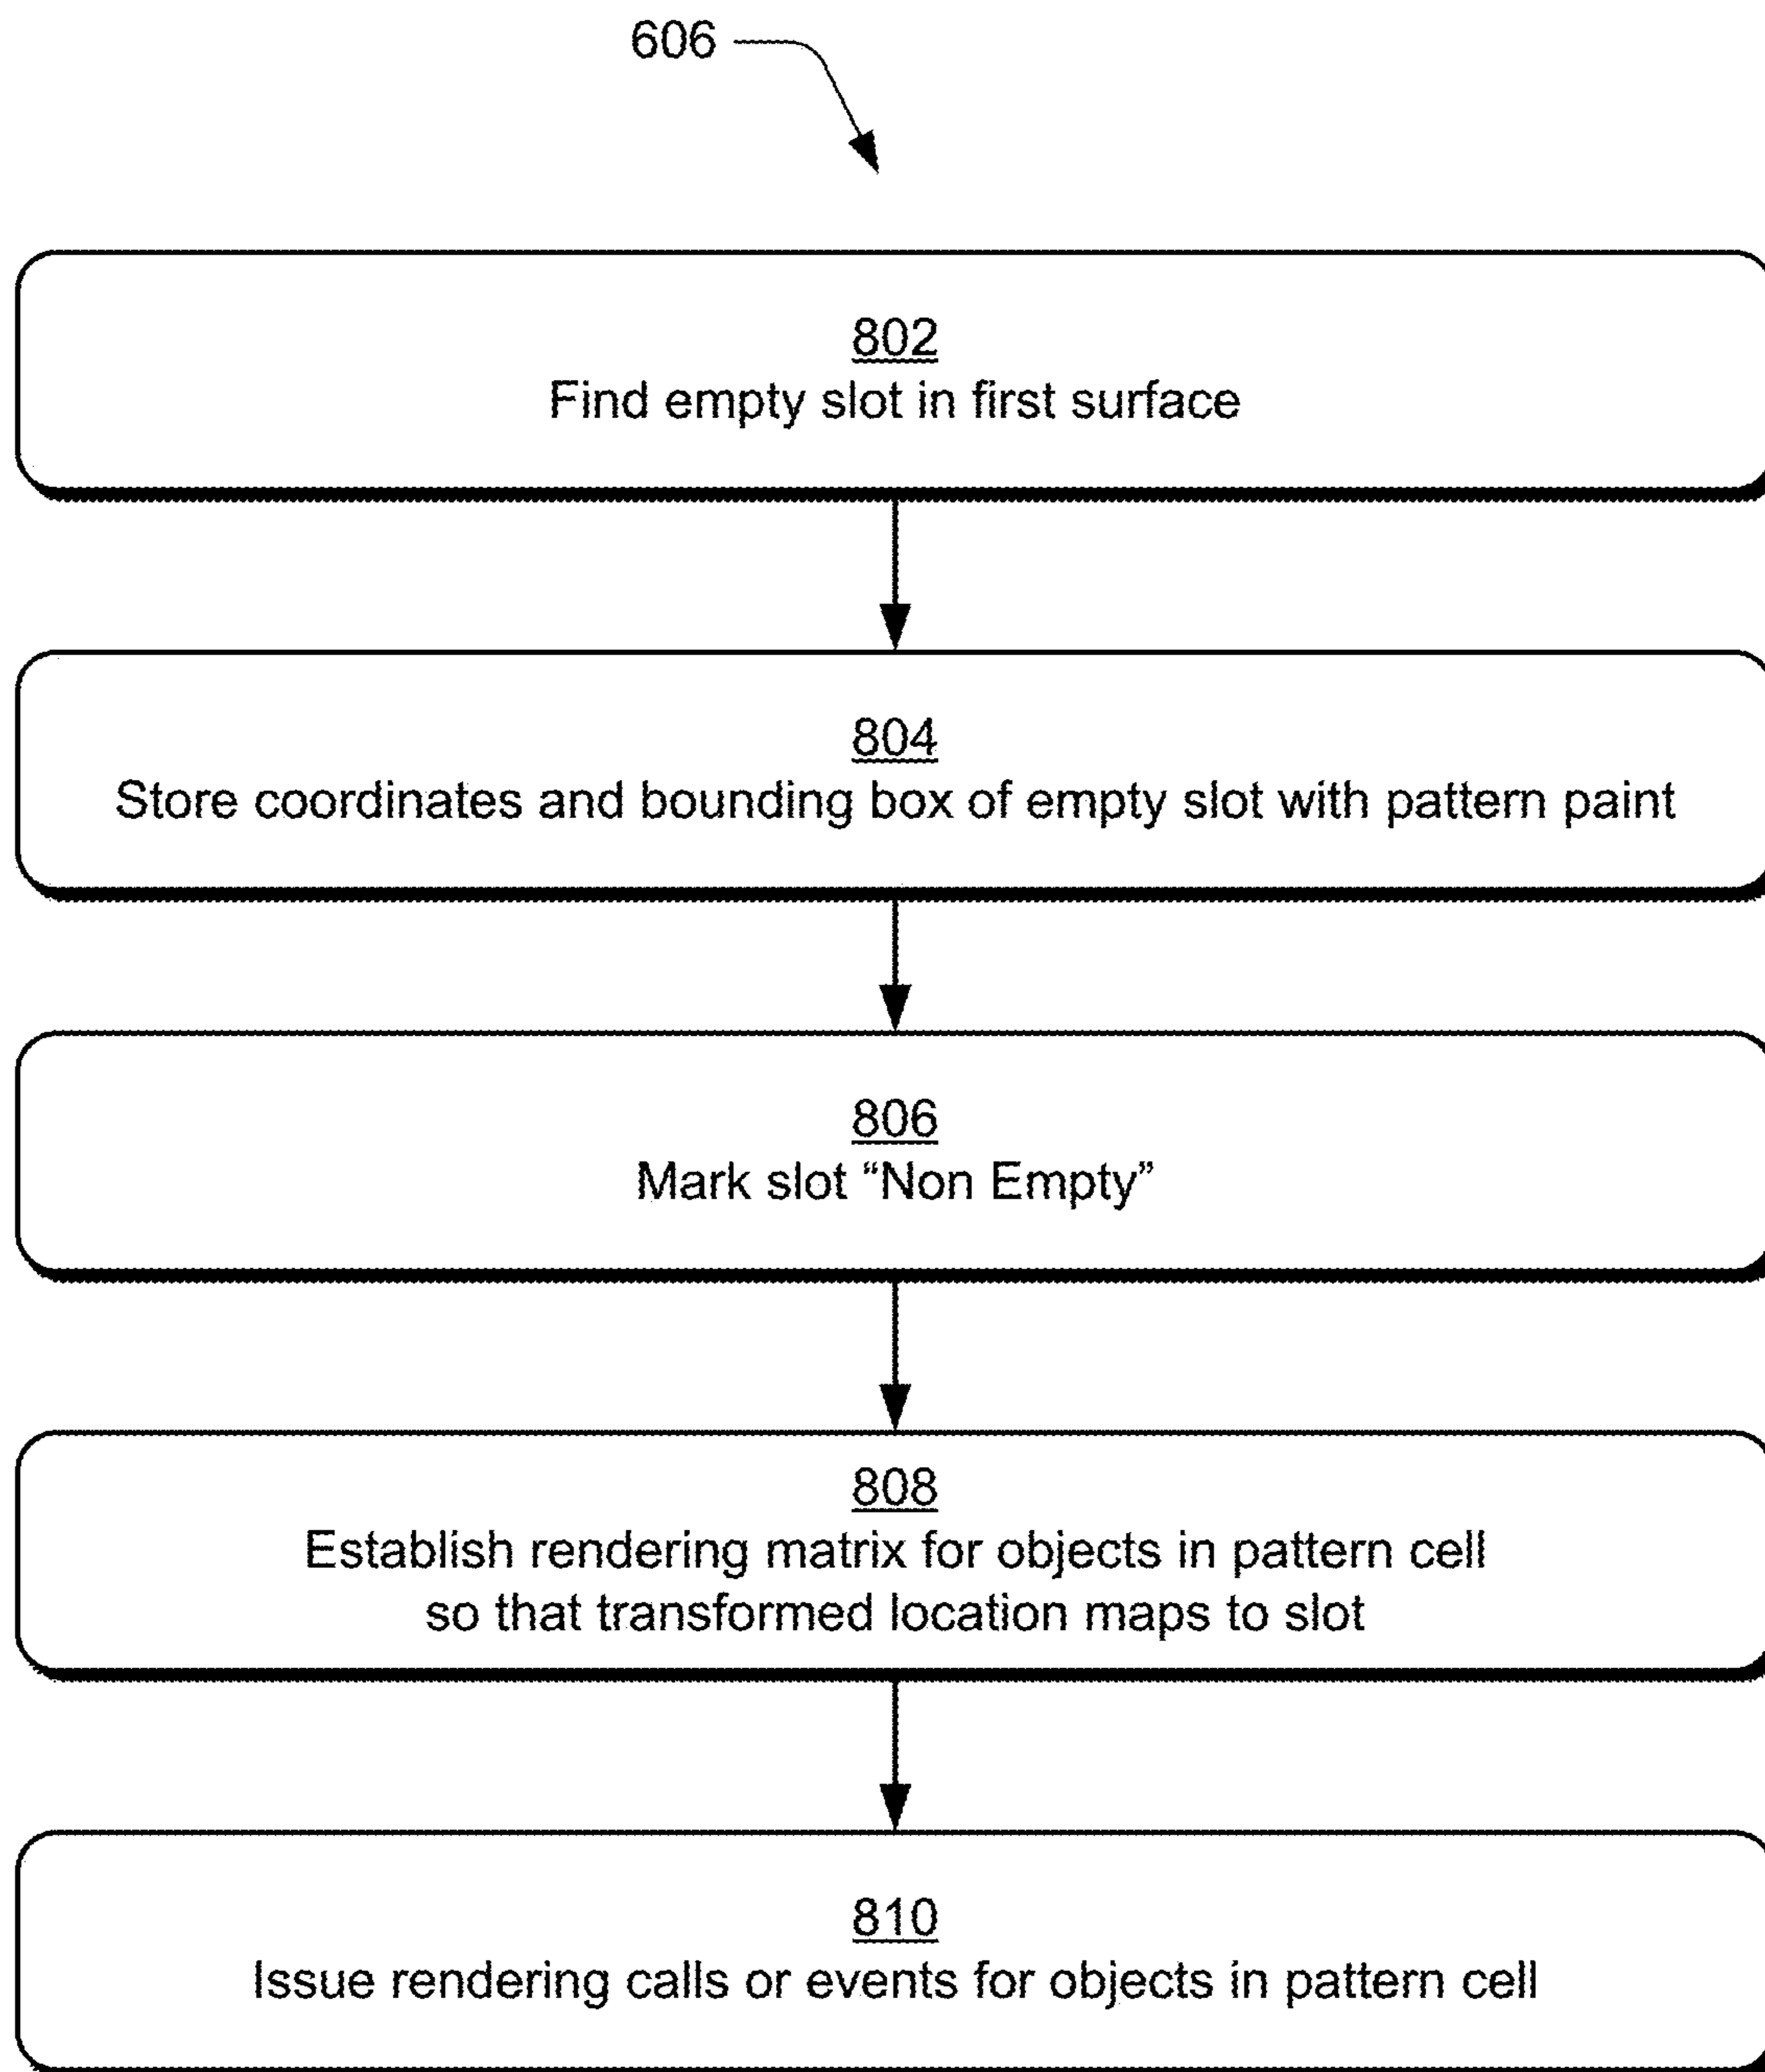 606
802
Find empty slot in first surface
804
Store coordinates and bounding box of empty slot with pattern paint
806
Mark slot “Non Empty”
808
Establish rendering matrix for objects in pattern cell
so that transformed location maps to slot
810
Issue rendering calls or events for objects in pattern cell